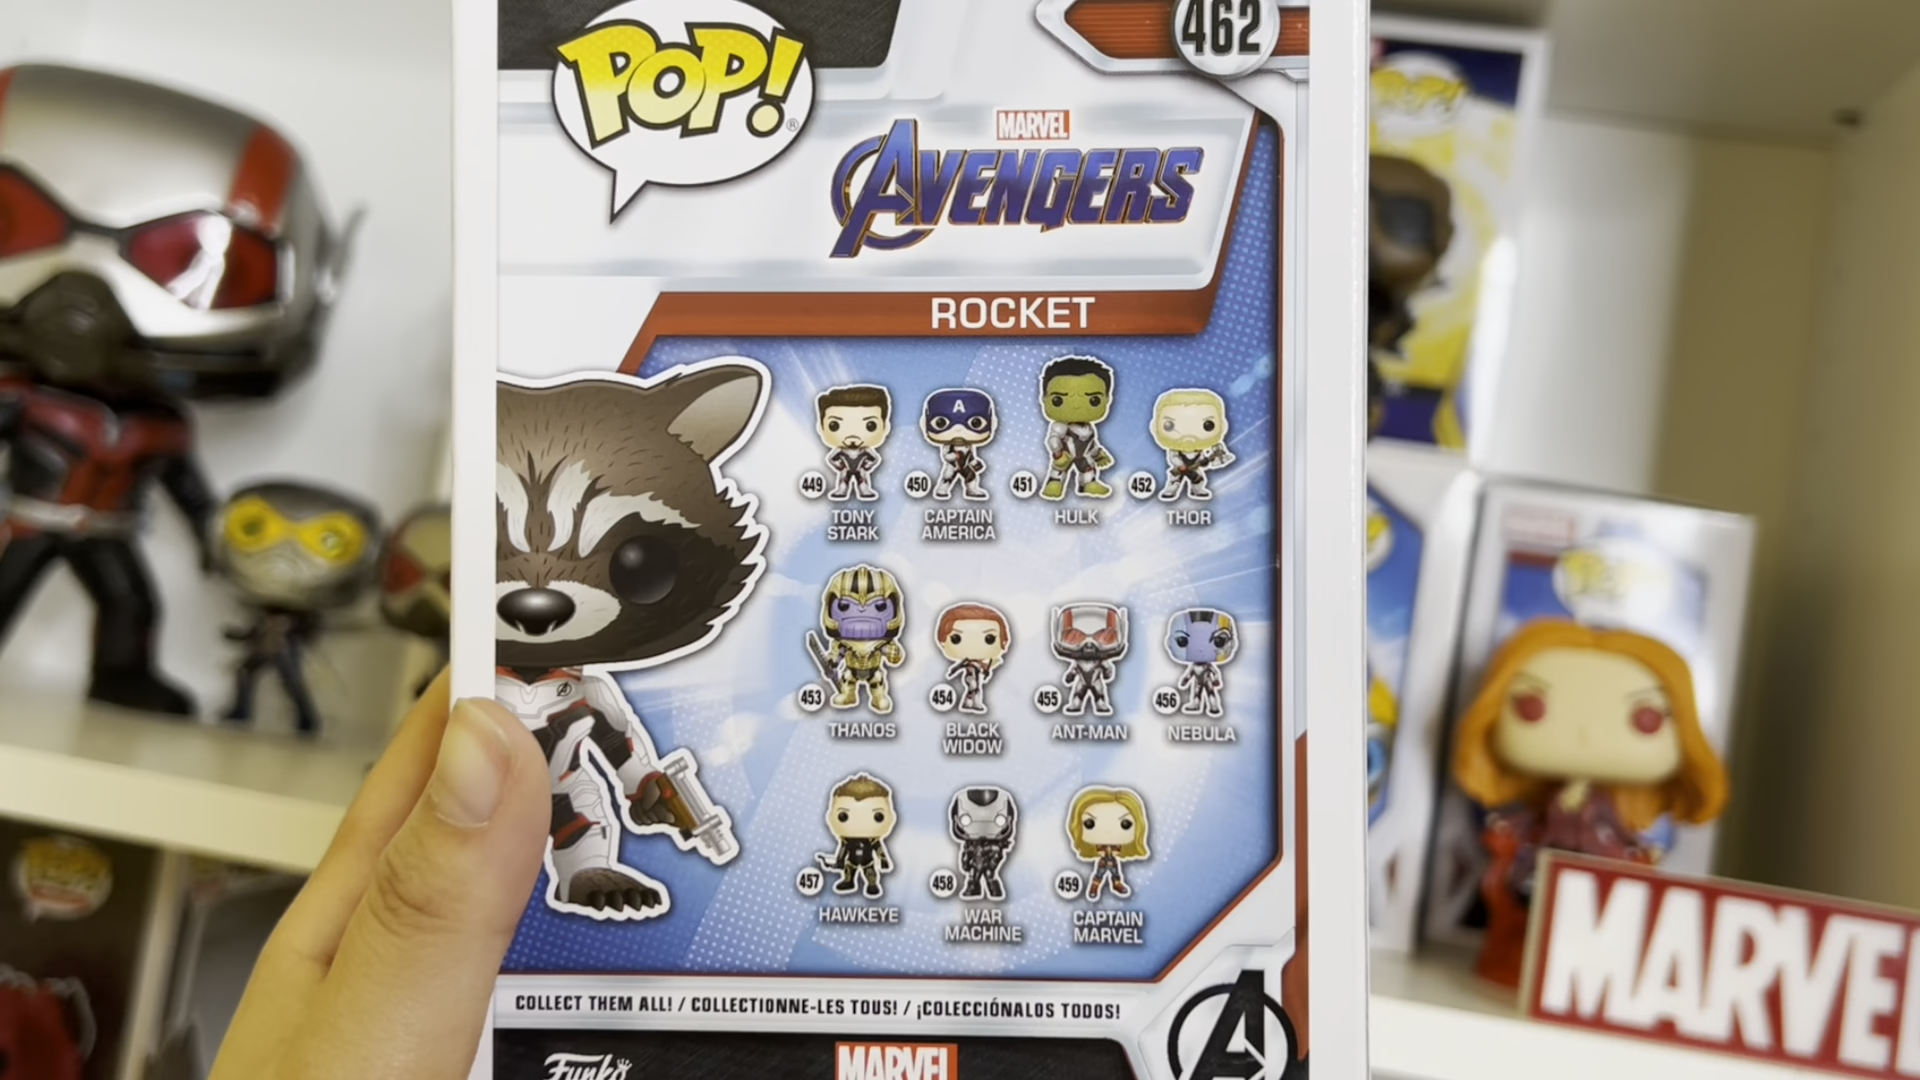 POP!
®
462
MARVEL
AVENGERS
ROCKET
A
449
450
451
452
TONY
STARK
CAPTAIN
AMERICA
HULK
THOR
453
454
455
456
THANOS
BLACK
WIDOW
ANT-MAN
NEBULA
457
458
459
HAWKEYE
WAR
MACHINE
CAPTAIN
MARVEL
COLLECT THEM ALL! / COLLECTIONNE-LES TOUS! / ¡COLECCIÓNALOS TODOS!
Funko
MARVEL
POP!
MARVEL